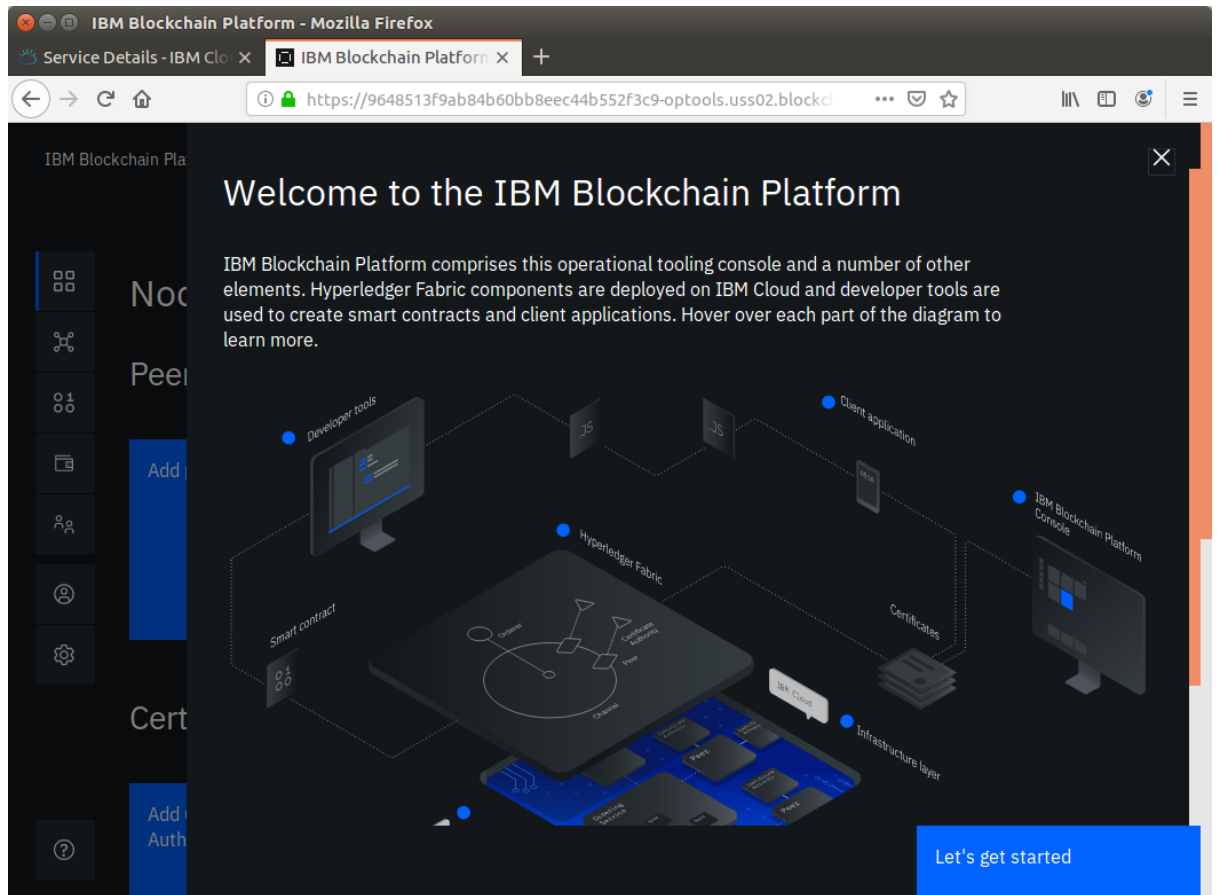 IBM Blockchain Platform - Mozilla Firefox
Service Details - IBM Clo
IBM Blockchain Platform
https://9648513f9ab84b60bb8eec44b552f3c9-optools.uss02.blockch
IBM Blockchain Pla
Welcome to the IBM Blockchain Platform
IBM Blockchain Platform comprises this operational tooling console and a number of other
elements. Hyperledger Fabric components are deployed on IBM Cloud and developer tools are
used to create smart contracts and client applications. Hover over each part of the diagram to
learn more.
Nod
Peer
Add
Developer tools
.JS
.JS
Client application
IBM Blockchain Platform
Console
Hyperledger Fabric
Smart contract
Orderer
Certificate
Authority
Peer
Channel
Certificates
IBM Cloud
Infrastructure layer
Peer
Peer
Ordering
Service
Cert
Add
Auth
Let's get started